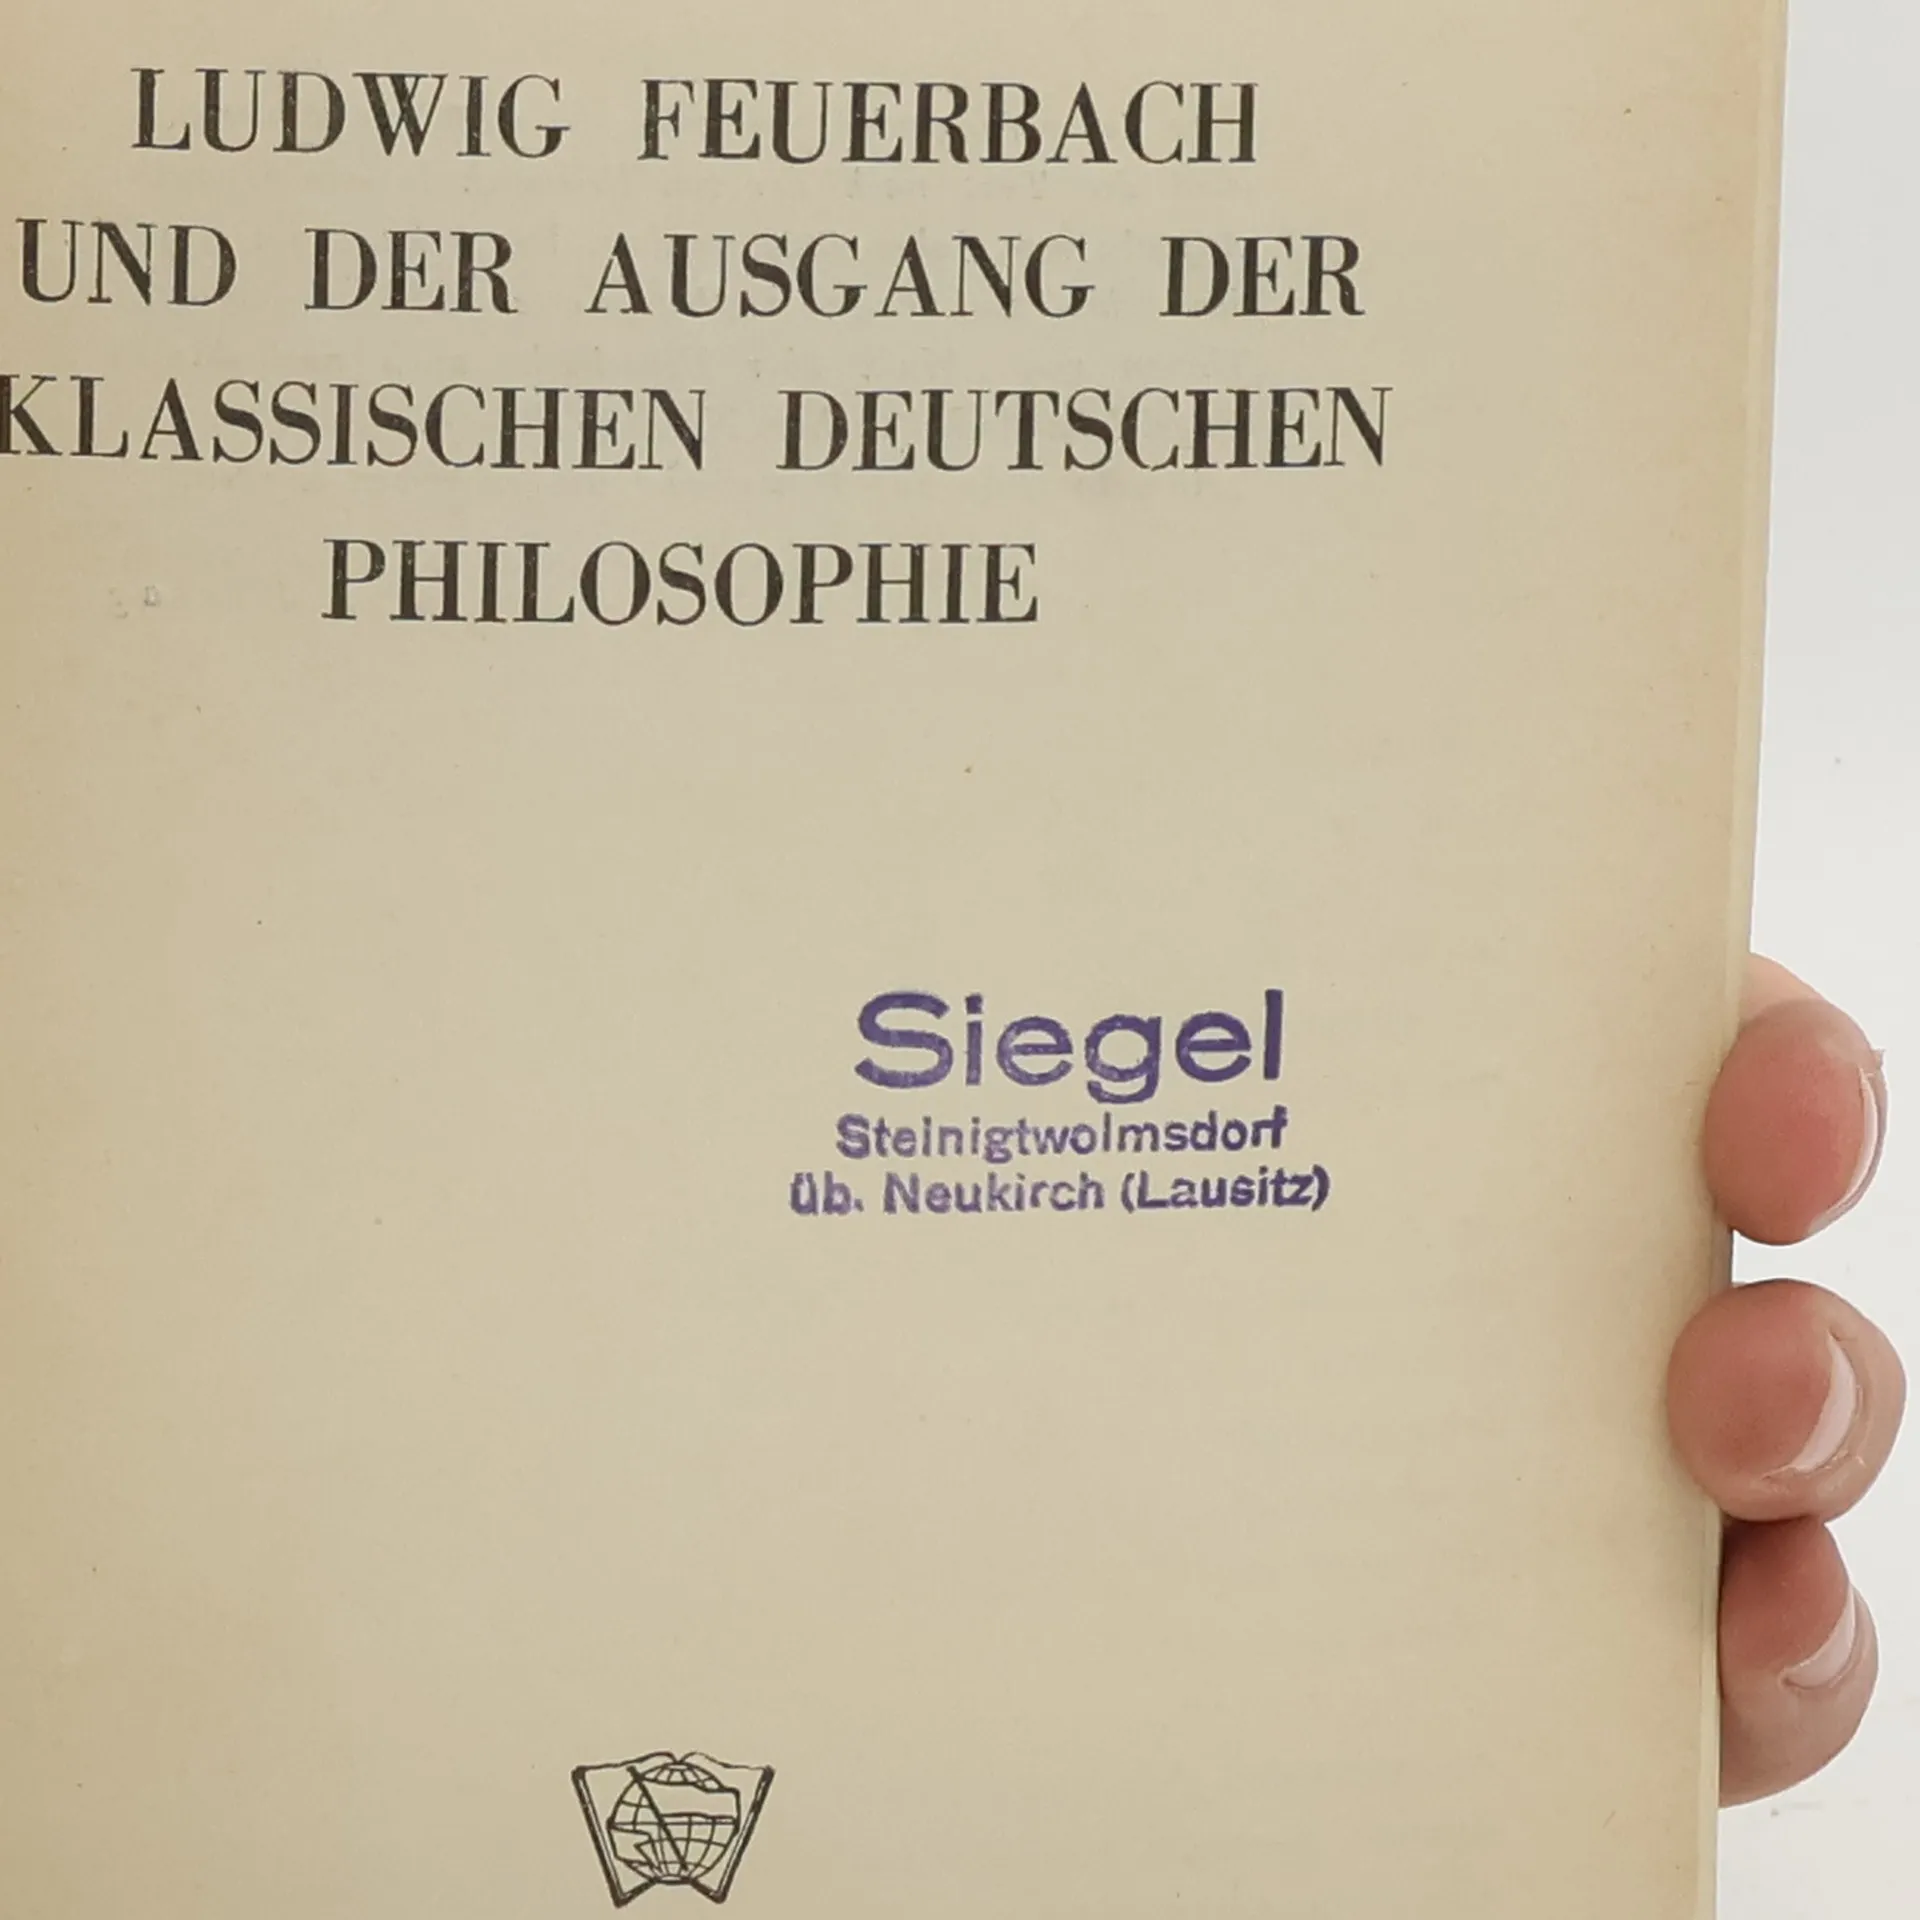 LUDWIG FEUERBACH
UND DER AUSGANG DER
KLASSISCHEN DEUTSCHEN
PHILOSOPHIE
Siegel
Steinigtwolmsdorf
üb. Neukirch (Lausitz)